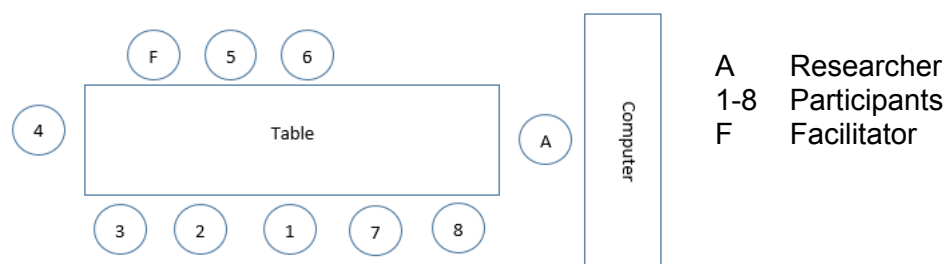 F 5 6
4
Table
A
Computer
3 2 1 7 8
A Researcher
1-8 Participants
F Facilitator